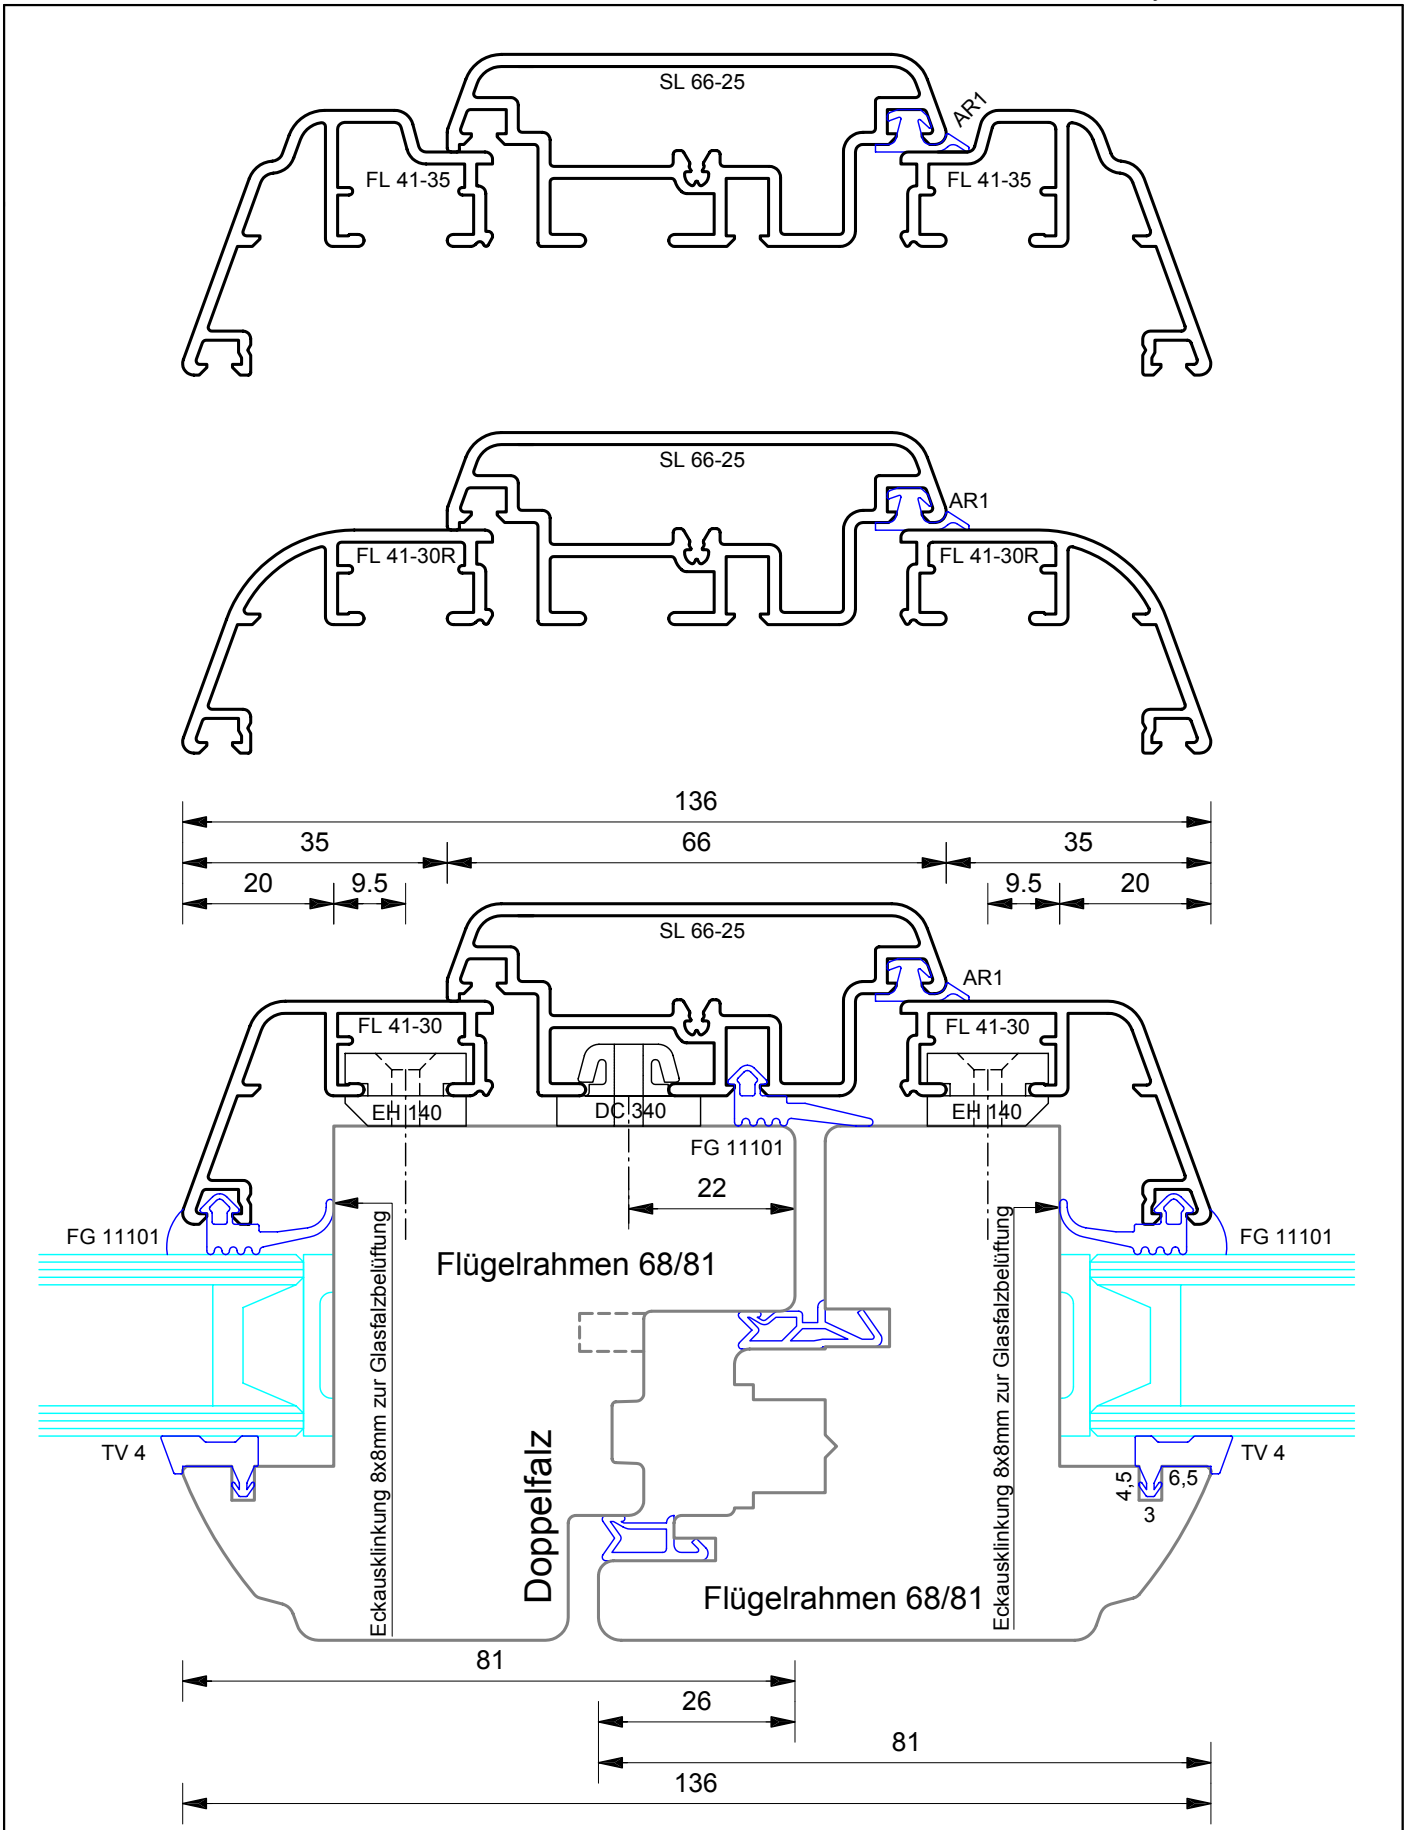 SL 66-25
AR1
FL 41-35
FL 41-35
SL 66-25
AR1
FL 41-30R
FL 41-30R
136
35
66
35
20
9.5
9.5
20
SL 66-25
AR1
FL 41-30
FL 41-30
EH 140
DC 340
EH 140
FG 11101
22
FG 11101
FG 11101
Flügelrahmen 68/81
Eckausklinkung 8x8mm zur Glasfalzbelüftung
Eckausklinkung 8x8mm zur Glasfalzbelüftung
Doppelfalz
TV 4
TV 4
4,5
6,5
3
Flügelrahmen 68/81
81
26
81
136